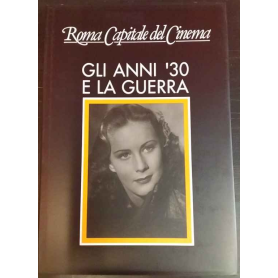 Roma Capitale del Cinema
GLI ANNI '30
E LA GUERRA